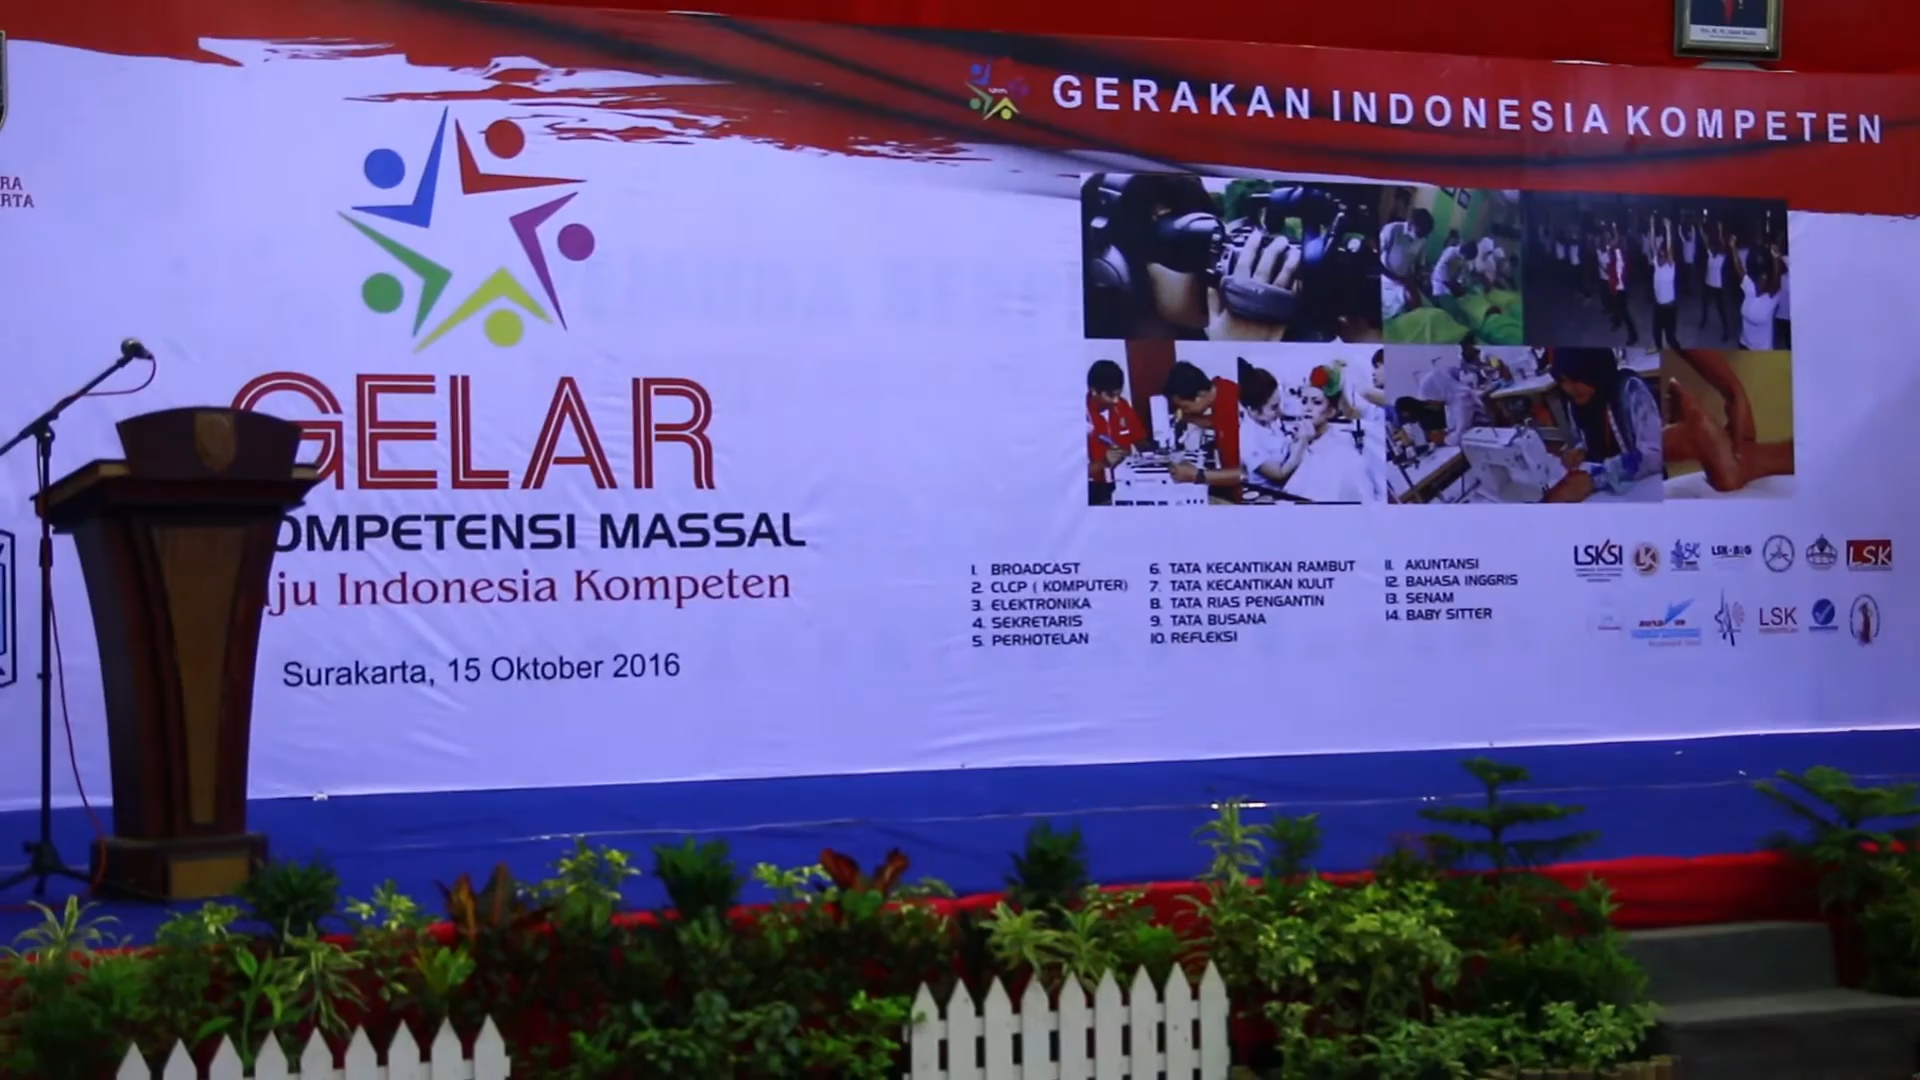 GERAKAN INDONESIA KOMPETEN
RA
RTA
GELAR
OMPETENSI MASSAL
ju Indonesia Kompeten
Surakarta, 15 Oktober 2016
1. BROADCAST
2. CLCP ( KOMPUTER)
3. ELEKTRONIKA
4. SEKRETARIS
5. PERHOTELAN
6. TATA KECANTIKAN RAMBUT
7. TATA KECANTIKAN KULIT
8. TATA RIAS PENGANTIN
9. TATA BUSANA
10. REFLEKSI
11. AKUNTANSI
12. BAHASA INGGRIS
13. SENAM
14. BABY SITTER
LSKSI
LSK
LSK